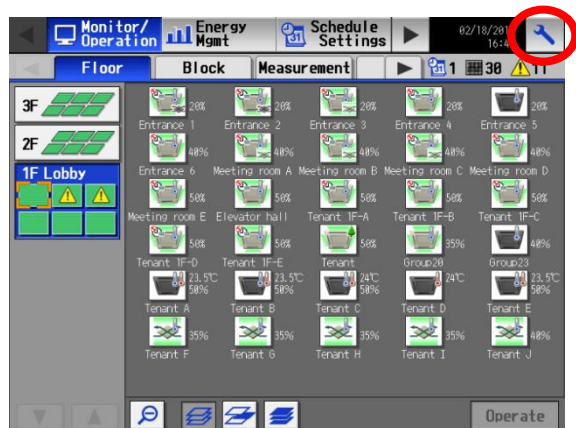 Monitor/ Operation Energy Mgmt Schedule Settings 02/18/201
16:4
Floor Block Measurement 1 30 11
3F 20% 20% 20% 20% 20%
Entrance 1 Entrance 2 Entrance 3 Entrance 4 Entrance 5
2F 40% 40% 40% 40% 40%
Entrance 6 Meeting room A Meeting room B Meeting room C Meeting room D
1F Lobby
50% 50% 50% 50% 50%
Meeting room E Elevator hall Tenant 1F-A Tenant 1F-B Tenant 1F-C
50% 50% 50% 35% 40%
Tenant 1F-D Tenant 1F-E Tenant Group20 Group23
23.5℃ 23.5℃ 24℃ 24℃ 23.5℃
50% 50% 50% 50%
Tenant A Tenant B Tenant C Tenant D Tenant E
35% 35% 35% 35% 40%
Tenant F Tenant G Tenant H Tenant I Tenant J
Operate